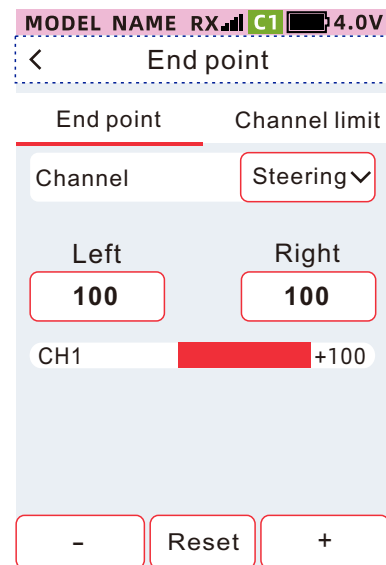 MODEL NAME RX C1 4.0V
< End point
End point Channel limit
Channel Steering
Left Right
100 100
CH1 +100
- Reset +